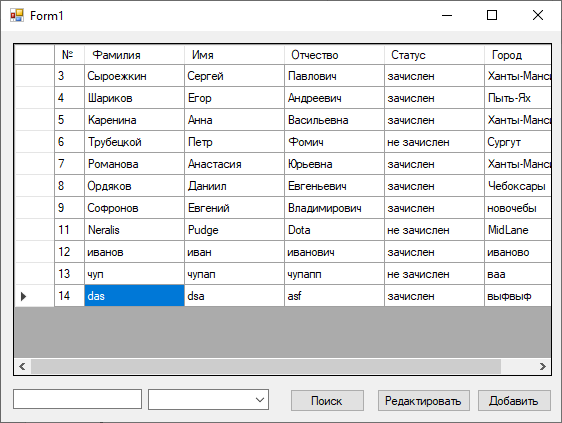 Form1
№ Фамилия Имя Отчество Статус Город
3 Сыроежкин Сергей Павлович зачислен Ханты-Манси
4 Шариков Егор Андреевич зачислен Пыть-Ях
5 Каренина Анна Васильевна зачислен Ханты-Манси
6 Трубецкой Петр Фомич не зачислен Сургут
7 Романова Анастасия Юрьевна зачислен Ханты-Манси
8 Ордяков Даниил Евгеньевич зачислен Чебоксары
9 Софронов Евгений Владимирович зачислен новочебы
11 Neralis Pudge Dota не зачислен MidLane
12 иванов иван иванович зачислен иваново
13 чуп чупап чупапп не зачислен ваа
14 das dsa asf зачислен выфвыф
Поиск Редактировать Добавить